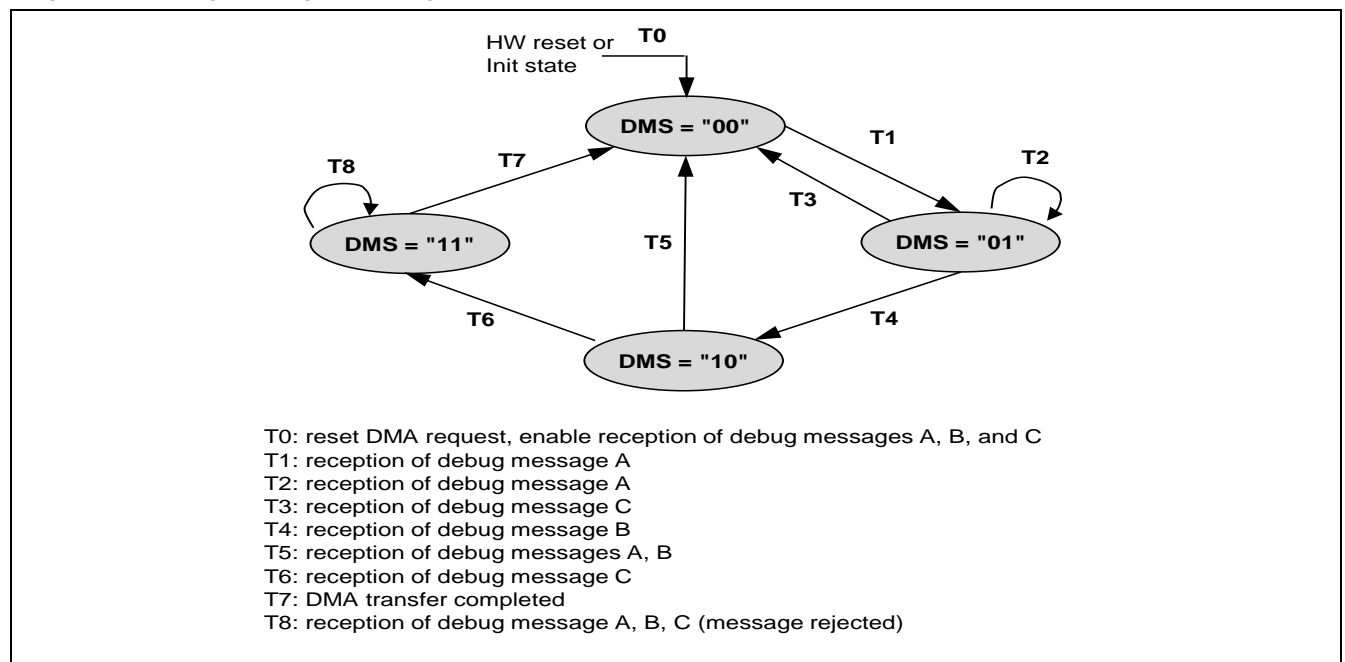 HW reset or T0
Init state
DMS = "00"
T1
T7
T2
T8
T3
DMS = "11"
T5
DMS = "01"
T6
T4
DMS = "10"
T0: reset DMA request, enable reception of debug messages A, B, and C
T1: reception of debug message A
T2: reception of debug message A
T3: reception of debug message C
T4: reception of debug message B
T5: reception of debug messages A, B
T6: reception of debug message C
T7: DMA transfer completed
T8: reception of debug message A, B, C (message rejected)